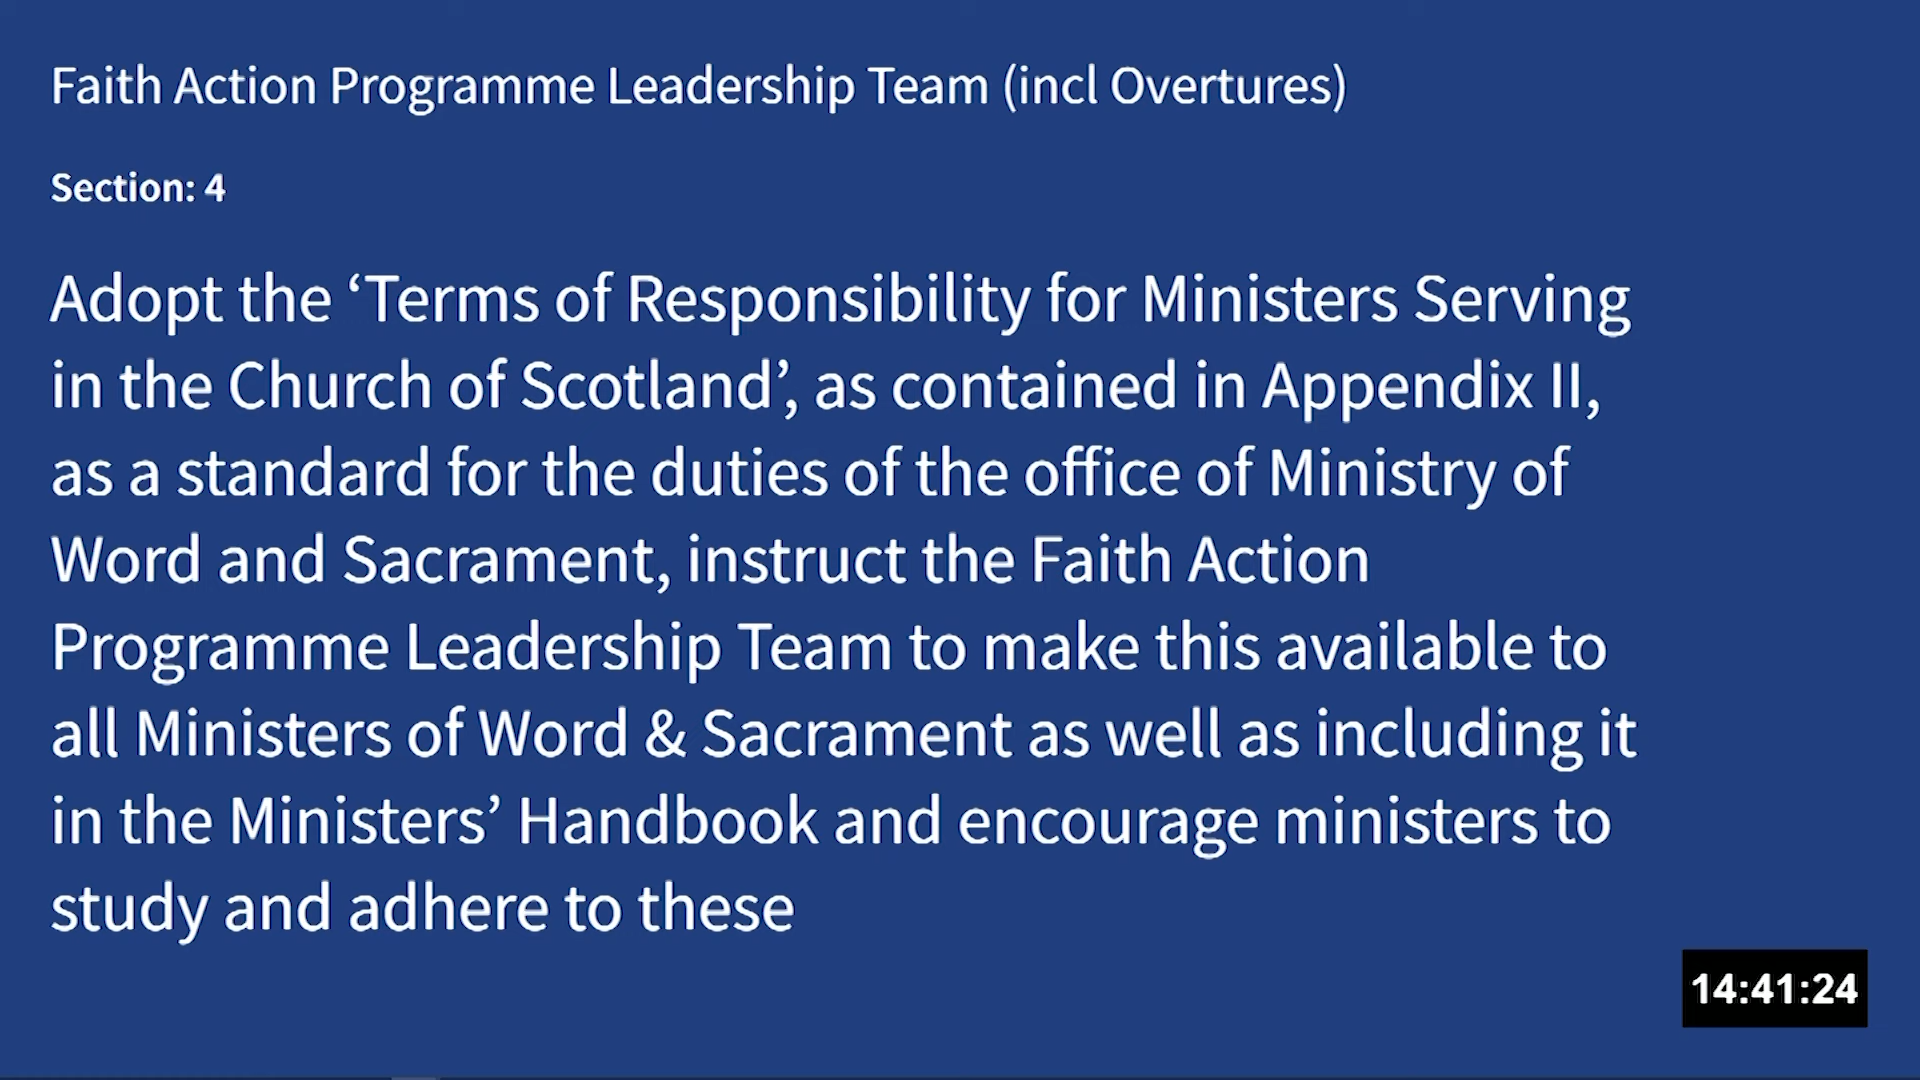 Faith Action Programme Leadership Team (incl Overtures)
Section: 4
Adopt the ‘Terms of Responsibility for Ministers Serving
in the Church of Scotland’, as contained in Appendix II,
as a standard for the duties of the office of Ministry of
Word and Sacrament, instruct the Faith Action
Programme Leadership Team to make this available to
all Ministers of Word & Sacrament as well as including it
in the Ministers’ Handbook and encourage ministers to
study and adhere to these
14:41:24